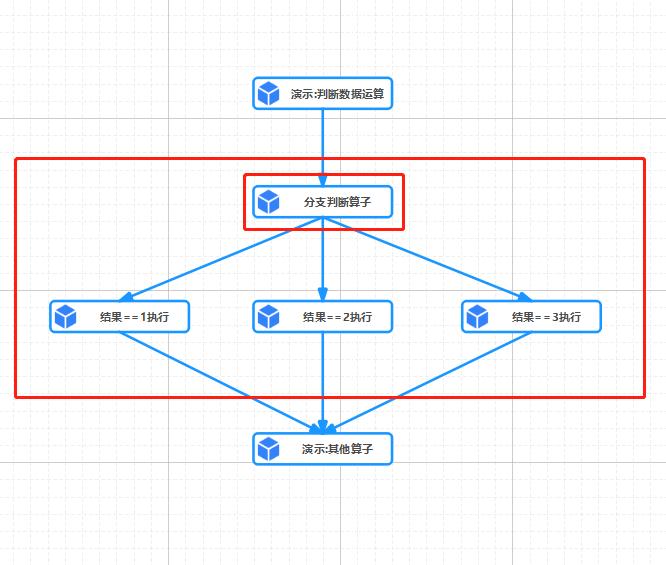 演示:判断数据运算
分支判断算子
结果==1执行
结果==2执行
结果==3执行
演示:其他算子